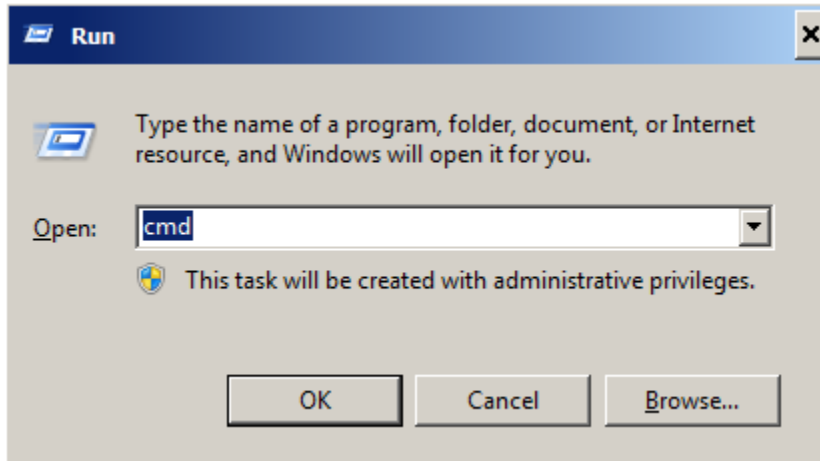 Run
Type the name of a program, folder, document, or Internet
resource, and Windows will open it for you.
Open: cmd
This task will be created with administrative privileges.
OK Cancel Browse...